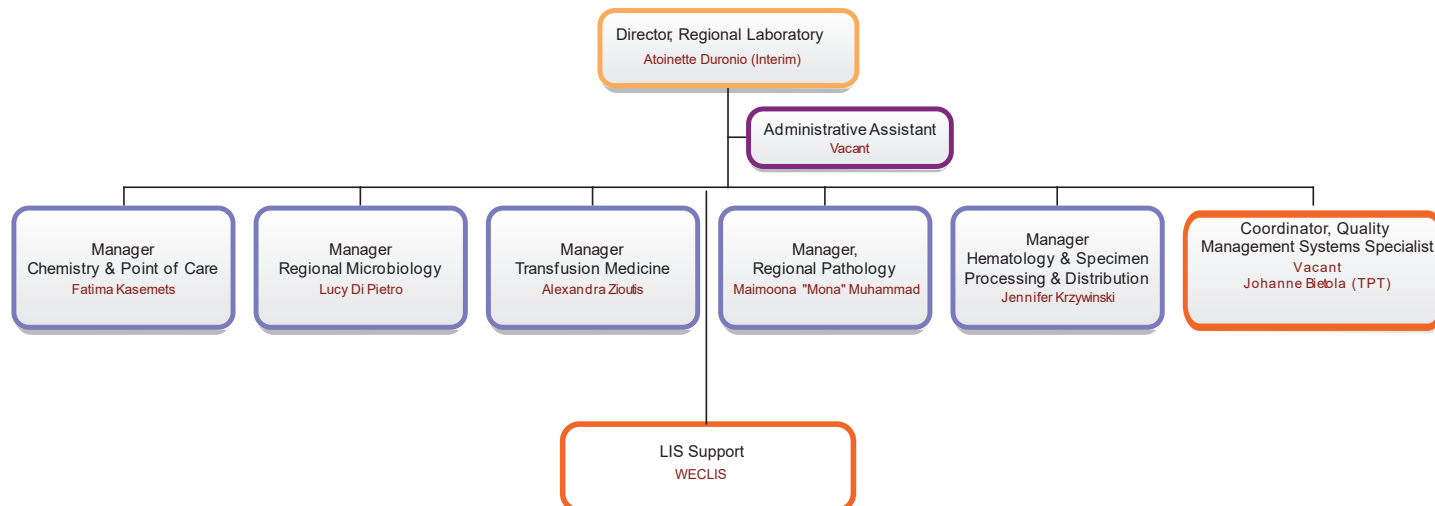 Director, Regional Laboratory
Atoinette Duronio (Interim)
Administrative Assistant
Vacant
Manager
Chemistry & Point of Care
Fatima Kasemets
Manager
Regional Microbiology
Lucy Di Pietro
Manager
Transfusion Medicine
Alexandra Zioutis
Manager,
Regional Pathology
Maimoona "Mona" Muhammad
Manager
Hematology & Specimen
Processing & Distribution
Jennifer Krzywinski
Coordinator, Quality
Management Systems Specialist
Vacant
Johanne Bietola (TPT)
LIS Support
WECLIS